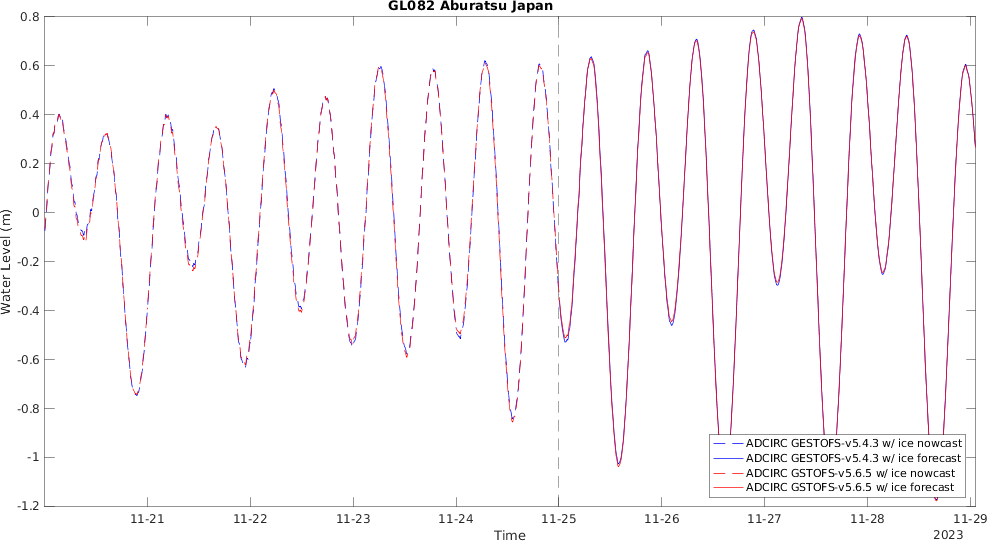 GL082 Aburatsu Japan
0.8
0.6
0.4
0.2
0
-0.2
-0.4
-0.6
-0.8
-1
-1.2
Water Level (m)
ADCIRC GESTOFS-v5.4.3 w/ ice nowcast
ADCIRC GESTOFS-v5.4.3 w/ ice forecast
ADCIRC GSTOFS-v5.6.5 w/ ice nowcast
ADCIRC GSTOFS-v5.6.5 w/ ice forecast
11-21 11-22 11-23 11-24 11-25 11-26 11-27 11-28 11-29
Time
2023